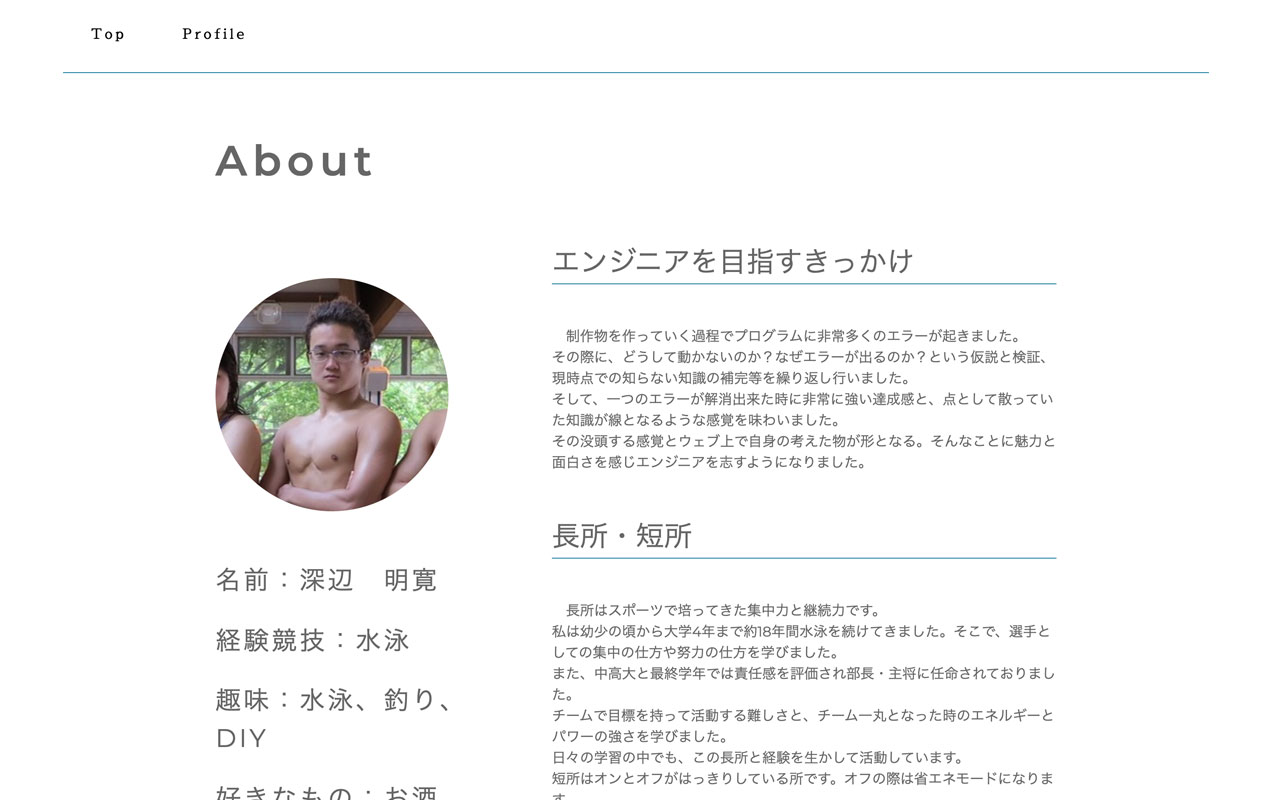 Top Profile
About
エンジニアを目指すきっかけ
　制作物を作っていく過程でプログラムに非常多くのエラーが起きました。
その際に、どうして動かないのか？なぜエラーが出るのか？という仮説と検証、
現時点での知らない知識の補完等を繰り返し行いました。
そして、一つのエラーが解消出来た時に非常に強い達成感と、点として散ってい
た知識が線となるような感覚を味わいました。
その没頭する感覚とウェブ上で自身の考えた物が形となる。そんなことに魅力と
面白さを感じエンジニアを志すようになりました。
長所・短所
　長所はスポーツで培ってきた集中力と継続力です。
私は幼少の頃から大学4年まで約18年間水泳を続けてきました。そこで、選手と
しての集中の仕方や努力の仕方を学びました。
また、中高大と最終学年では責任感を評価され部長・主将に任命されておりまし
た。
チームで目標を持って活動する難しさと、チーム一丸となった時のエネルギーと
パワーの強さを学びました。
日々の学習の中でも、この長所と経験を生かして活動しています。
短所はオンとオフがはっきりしている所です。オフの際は省エネモードになりま
す。
名前：深辺　明寛
経験競技：水泳
趣味：水泳、釣り、
DIY
好きなもの：お酒